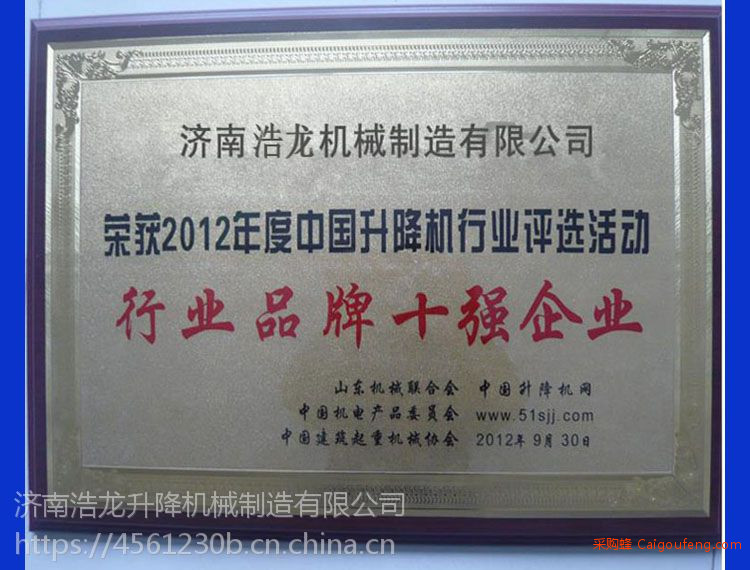 济南浩龙机械制造有限公司
荣获2012年度中国升降机行业评选活动
行业品牌十强企业
山东机械联合会 中国升降机网
中国机电产品委员会 www.51sjj.com
中国建筑起重机械协会 2012年9月30日
济南浩龙升降机械制造有限公司
https://4561230b.cn.china.cn
采购蜂 Caigoufeng.com